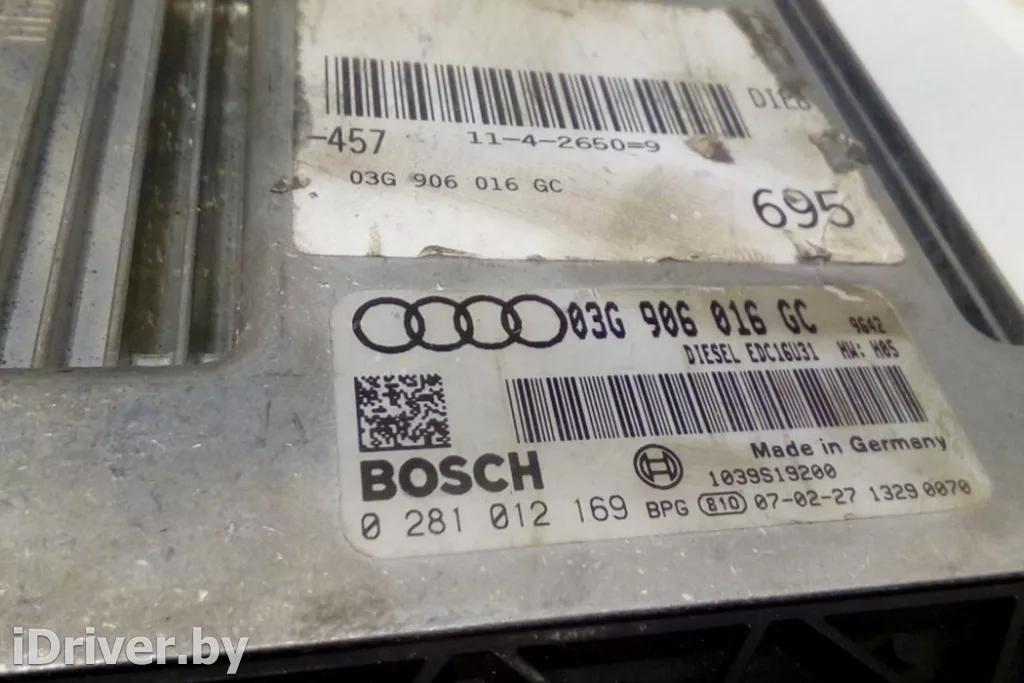 DIE
-457 11-4-2650=9
03G 906 016 GC
695
03G 906 016 GC 9642
DIESEL EDC16U31 HW: H05
Made in Germany
BOSCH 1039S19200
0 281 012 169 BPG 810 07-02-27 1329 0070
iDriver.by